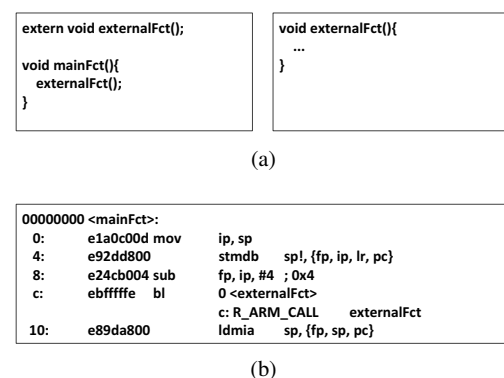 extern void externalFct();
void mainFct(){
externalFct();
}
void externalFct(){
...
}
(a)
00000000 <mainFct>:
0: e1a0c00d mov ip, sp
4: e92dd800 stmdb sp!, {fp, ip, lr, pc}
8: e24cb004 sub fp, ip, #4 ; 0x4
c: ebfffffe bl 0 <externalFct>
c: R_ARM_CALL externalFct
10: e89da800 ldmia sp, {fp, sp, pc}
(b)